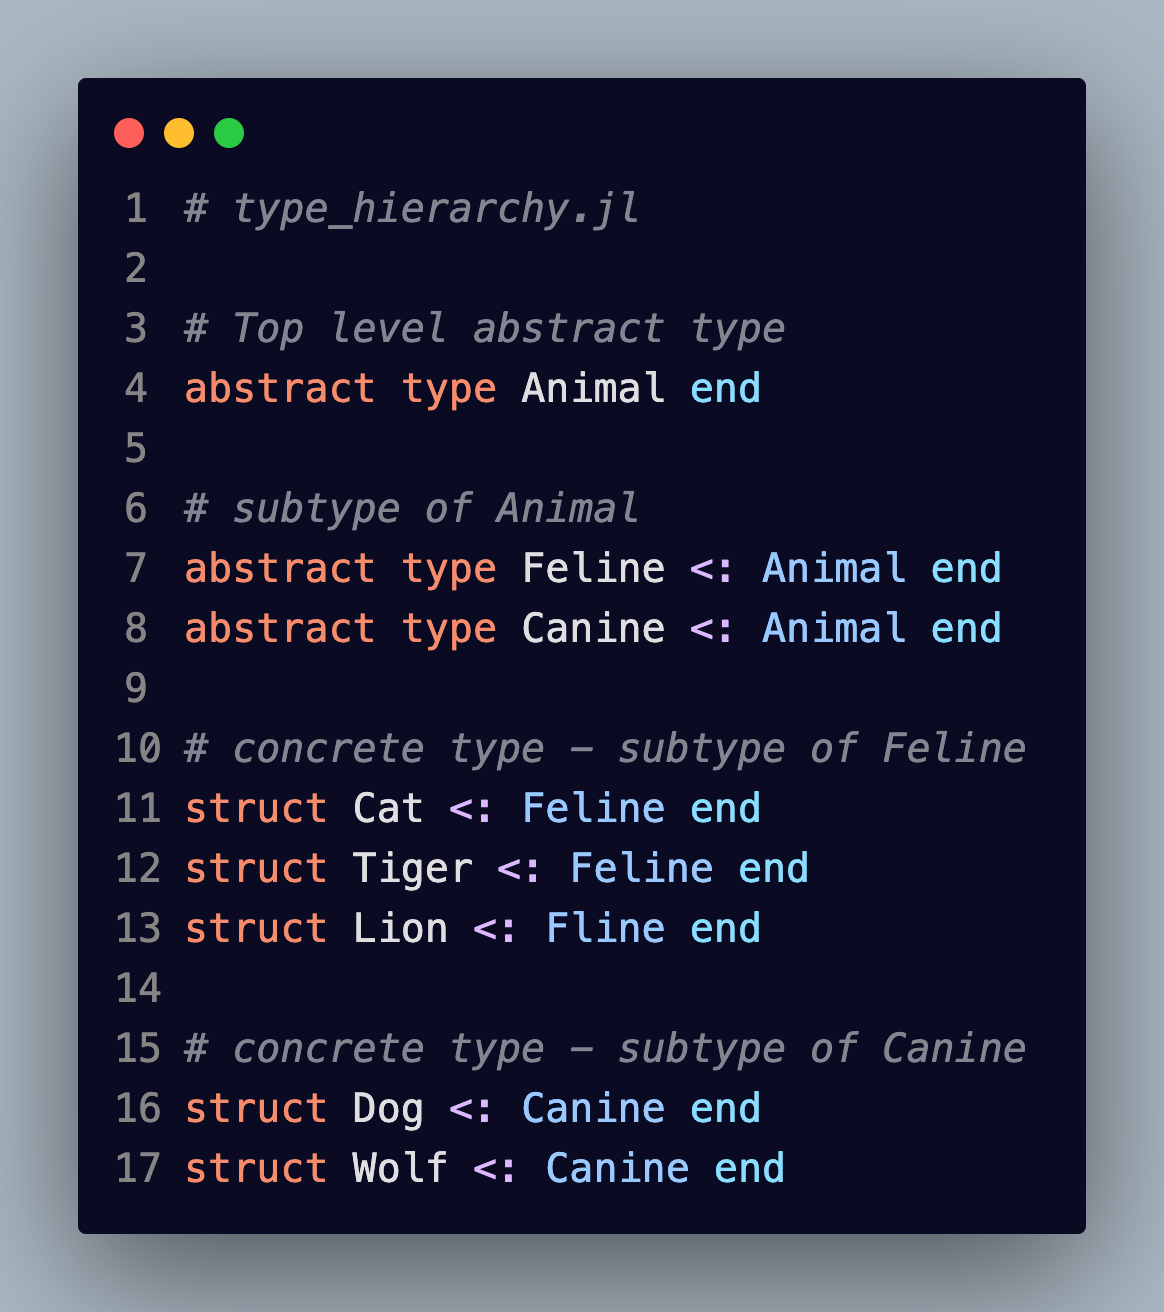 1 # type_hierarchy.jl
2
3 # Top level abstract type
4 abstract type Animal end
5
6 # subtype of Animal
7 abstract type Feline <: Animal end
8 abstract type Canine <: Animal end
9
10 # concrete type - subtype of Feline
11 struct Cat <: Feline end
12 struct Tiger <: Feline end
13 struct Lion <: Fline end
14
15 # concrete type - subtype of Canine
16 struct Dog <: Canine end
17 struct Wolf <: Canine end